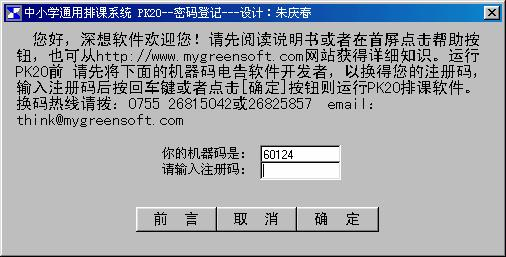 中小学通用排课系统 PK20--密码登记---设计：朱庆春
您好，深想软件欢迎您！请先阅读说明书或者在首屏点击帮助按
钮，也可从http://www.mygreensoft.com网站获得详细知识。运行
PK20前 请先将下面的机器码电告软件开发者，以换得您的注册码，
输入注册码后按回车键或者点击[确定]按钮则运行PK20排课软件。
换码热线请拨：0755 26815042或26825857 email：
think@mygreensoft.com
你的机器码是： 60124
请输入注册码：
前 言 取 消 确 定